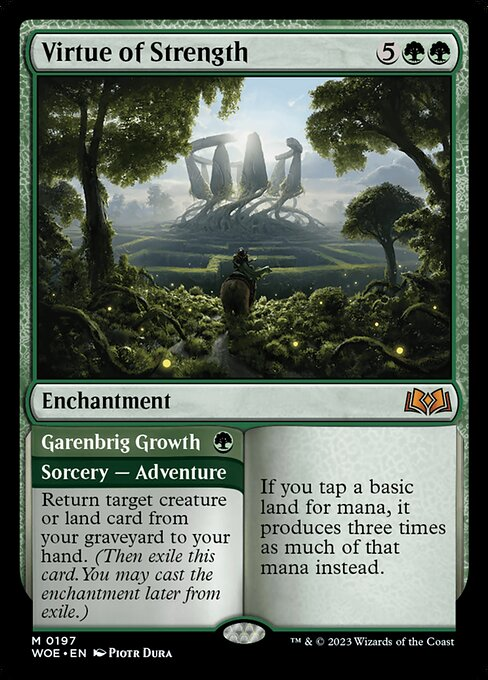 Virtue of Strength 5
Enchantment
Garenbrig Growth
Sorcery — Adventure
Return target creature
or land card from
your graveyard to your
hand. (Then exile this
card.You may cast the
enchantment later from
exile.)
If you tap a basic
land for mana, it
produces three times
as much of that
mana instead.
M 0197
WOE • EN Piotr Dura
™ & © 2023 Wizards of the Coast